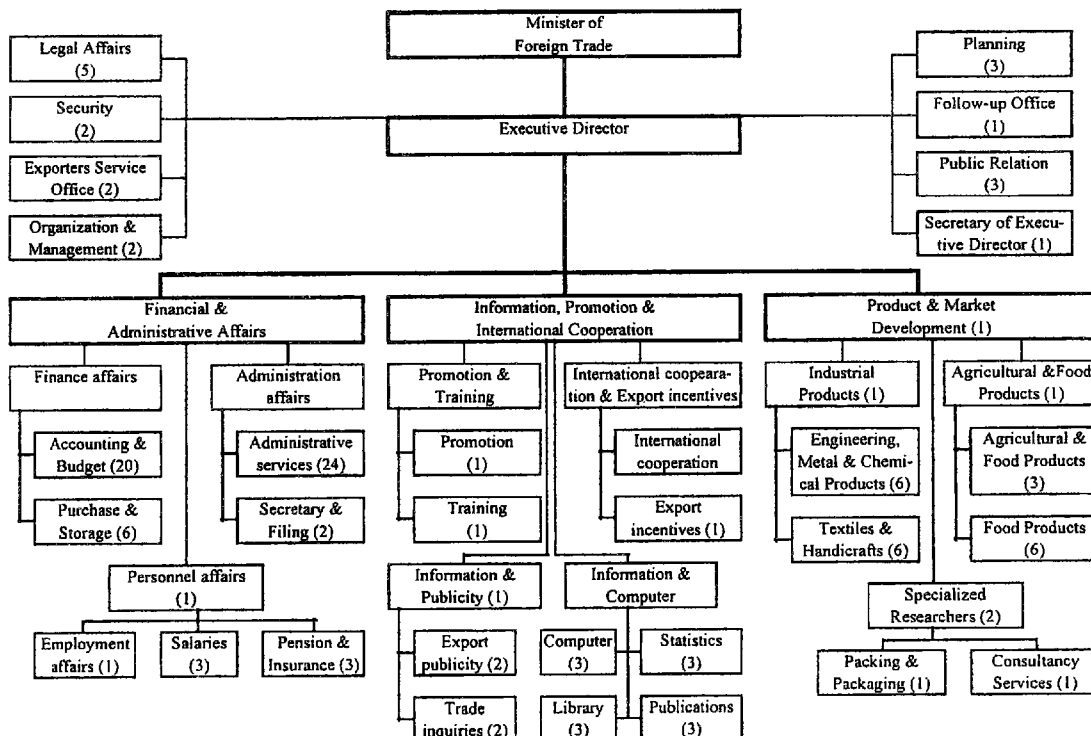 Minister of
Foreign Trade
Legal Affairs
(5)
Security
(2)
Exporters Service
Office (2)
Organization &
Management (2)
Executive Director
Planning
(3)
Follow-up Office
(1)
Public Relation
(3)
Secretary of Execu-
tive Director (1)
Financial &
Administrative Affairs
Finance affairs
Accounting &
Budget (20)
Purchase &
Storage (6)
Administration
affairs
Administrative
services (24)
Secretary &
Filing (2)
Personnel affairs
(1)
Employment
affairs (1)
Salaries
(3)
Pension &
Insurance (3)
Information, Promotion &
International Cooperation
Promotion &
Training
Promotion
(1)
Training
(1)
International coopeara-
tion & Export incentives
International
cooperation
Export
incentives (1)
Information &
Publicity (1)
Export
publicity (2)
Trade
inquiries (2)
Information &
Computer
Computer
(3)
Statistics
(3)
Library
(3)
Publications
(3)
Product & Market
Development (1)
Industrial
Products (1)
Engineering,
Metal & Chemi-
cal Products (6)
Textiles &
Handicrafts (6)
Agricultural &Food
Products (1)
Agricultural &
Food Products
(3)
Food Products
(6)
Specialized
Researchers (2)
Packing &
Packaging (1)
Consultancy
Services (1)